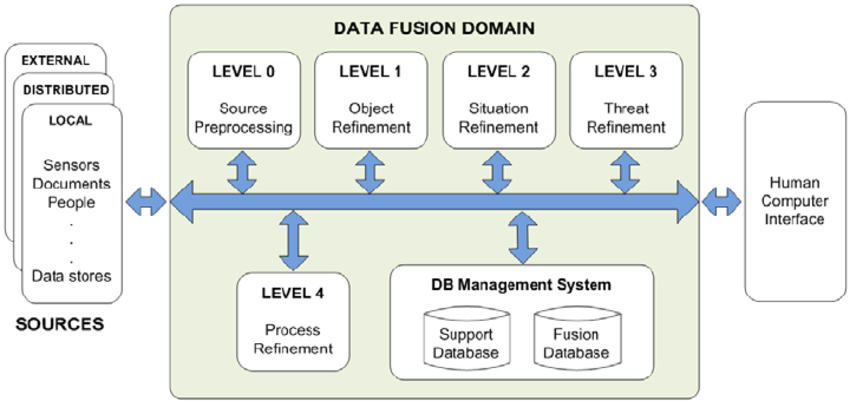 DATA FUSION DOMAIN
EXTERNAL
DISTRIBUTED
LOCAL
Sensors
Documents
People
.
.
.
Data stores
SOURCES
LEVEL 0
Source
Preprocessing
LEVEL 1
Object
Refinement
LEVEL 2
Situation
Refinement
LEVEL 3
Threat
Refinement
LEVEL 4
Process
Refinement
DB Management System
Support
Database
Fusion
Database
Human
Computer
Interface